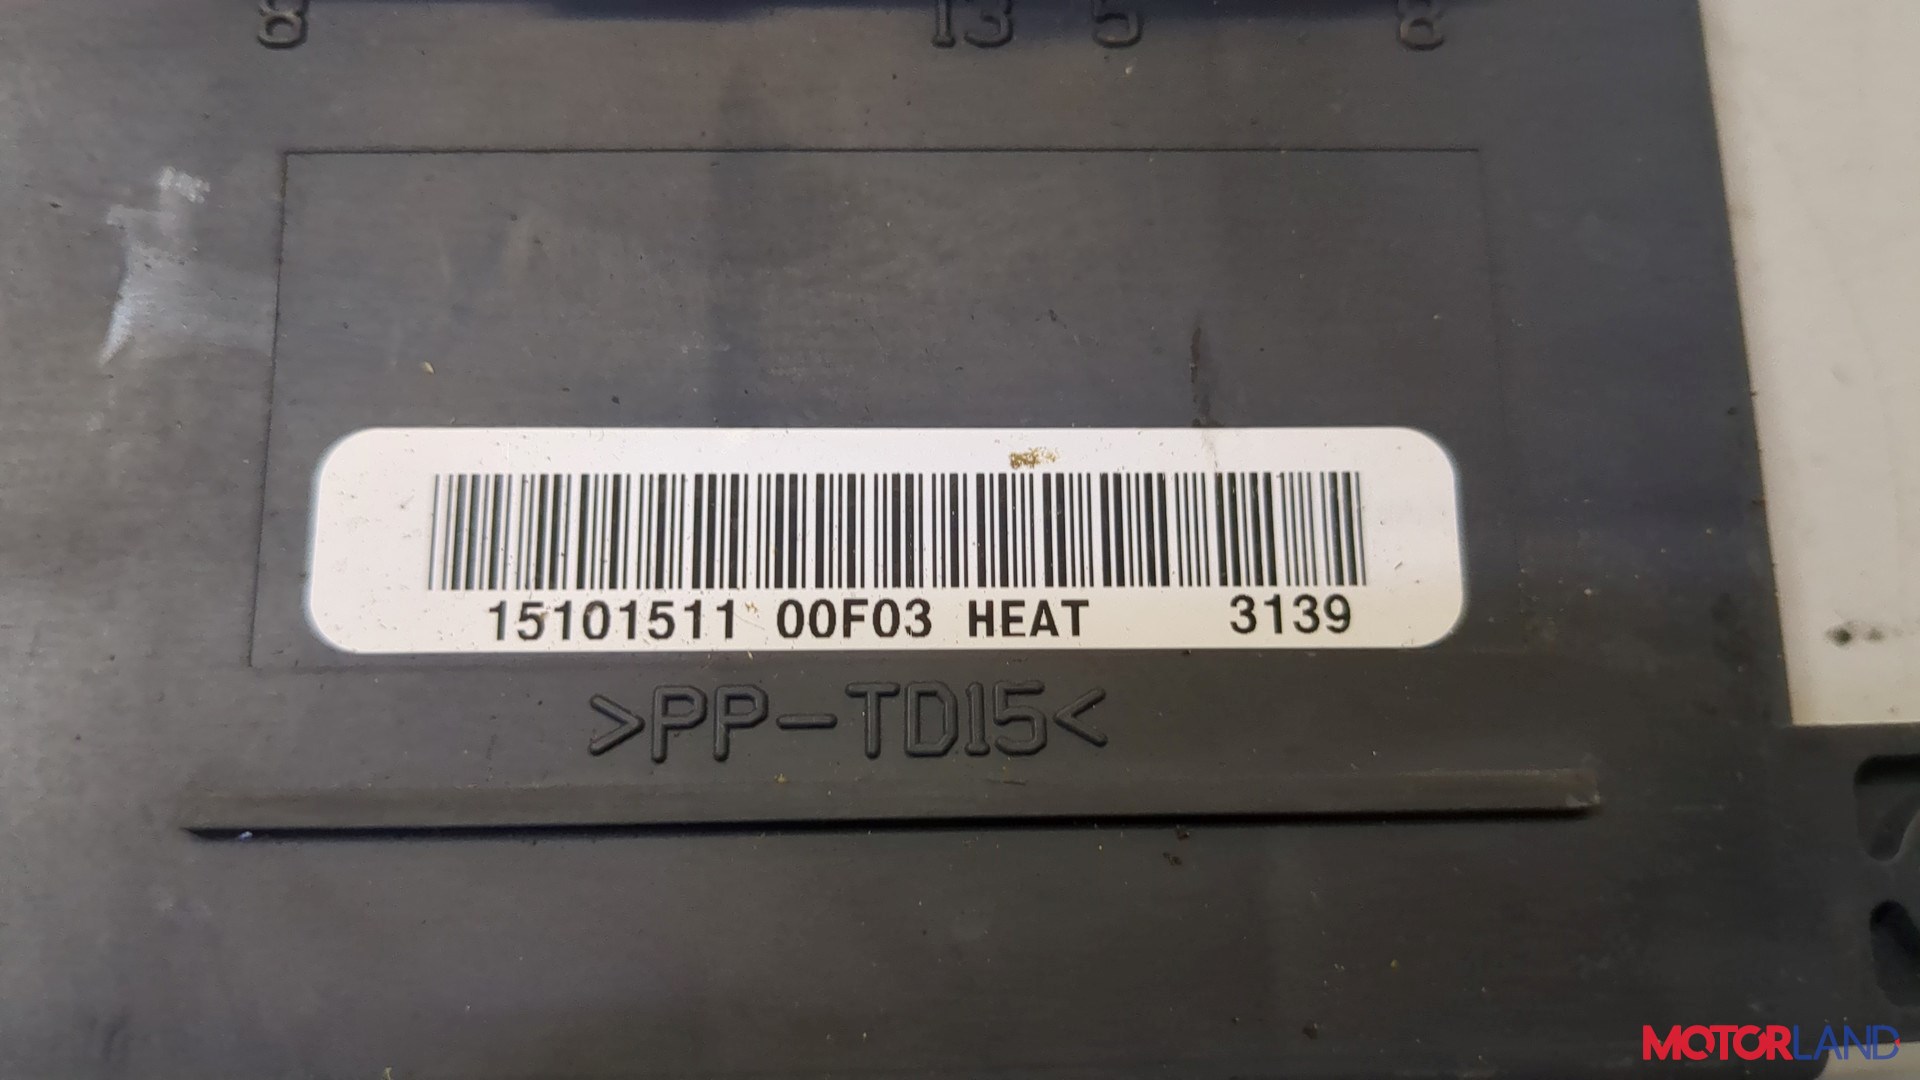 8 13 5 8
15101511 00F03 HEAT 3139
>PP-TD15<
MOTORLAND